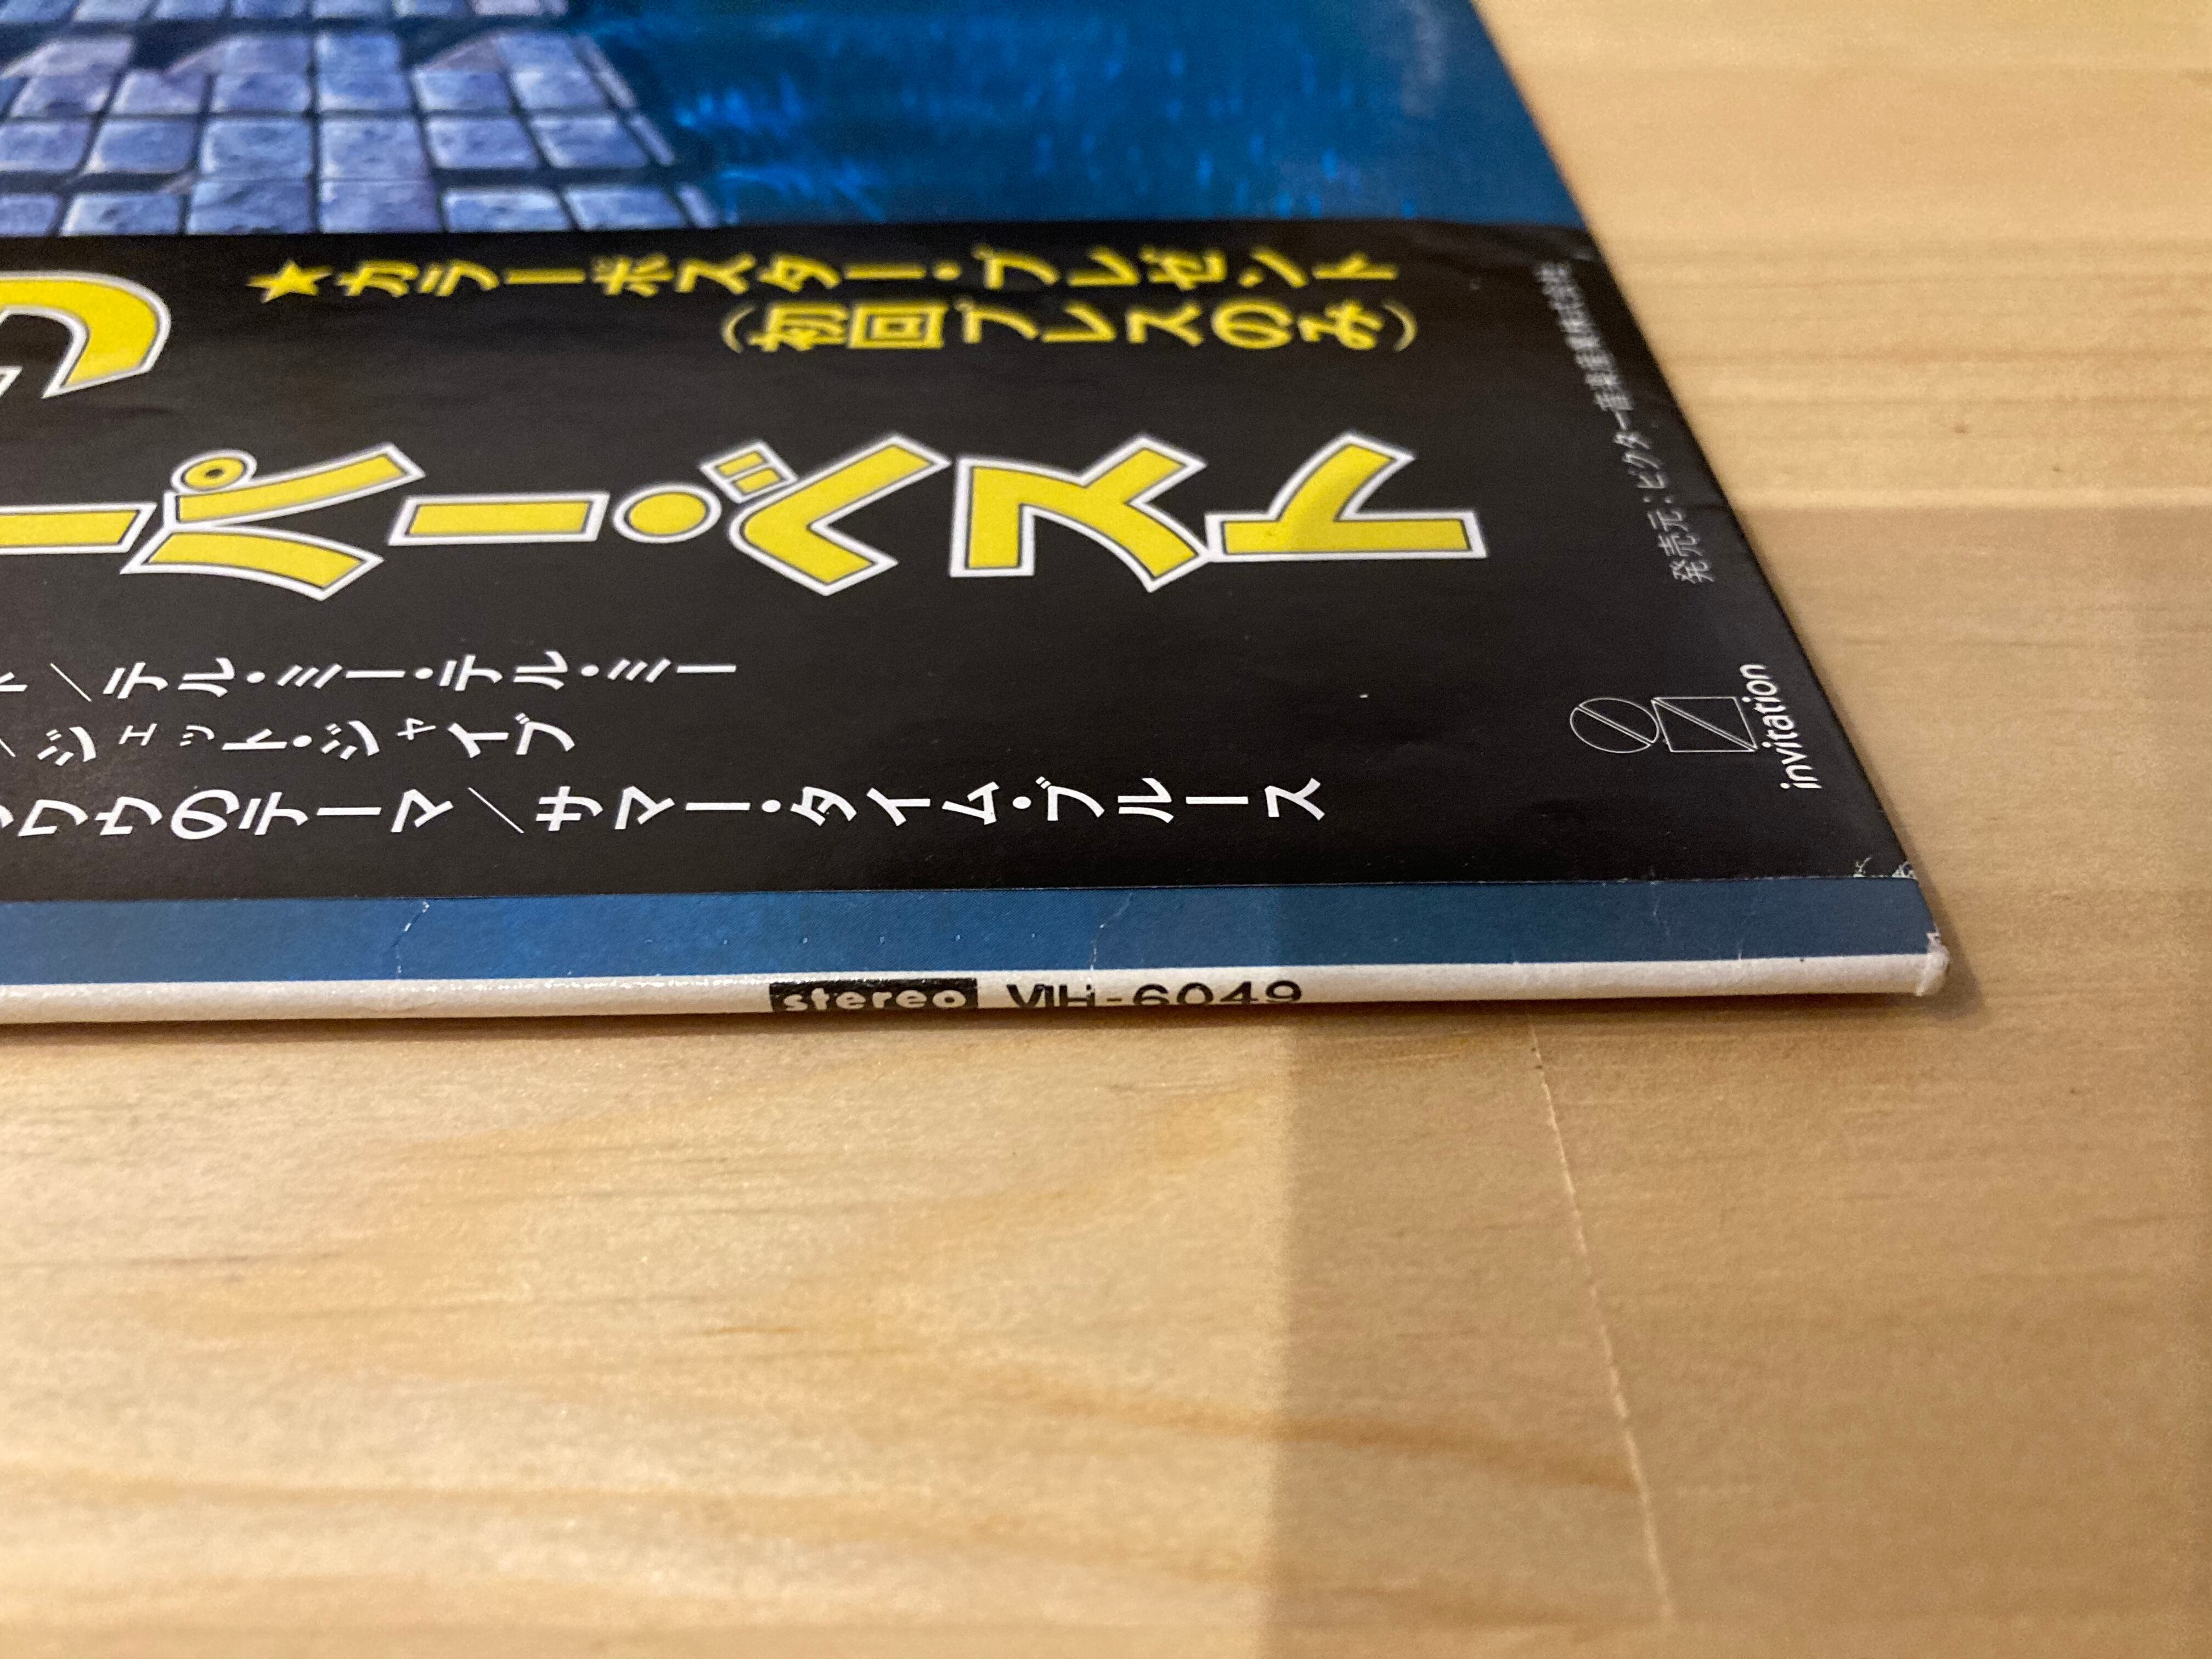 ★カラーポスター・プレゼント
(初回プレスのみ)
ーパー・ベスト
／テル・ミー・テル・ミー
／ジェット・ジャイブ
ワウのテーマ／サマー・タイム・ブルース
発売元：ビクター音楽産業株式会社
invitation
stereo VIH-6049